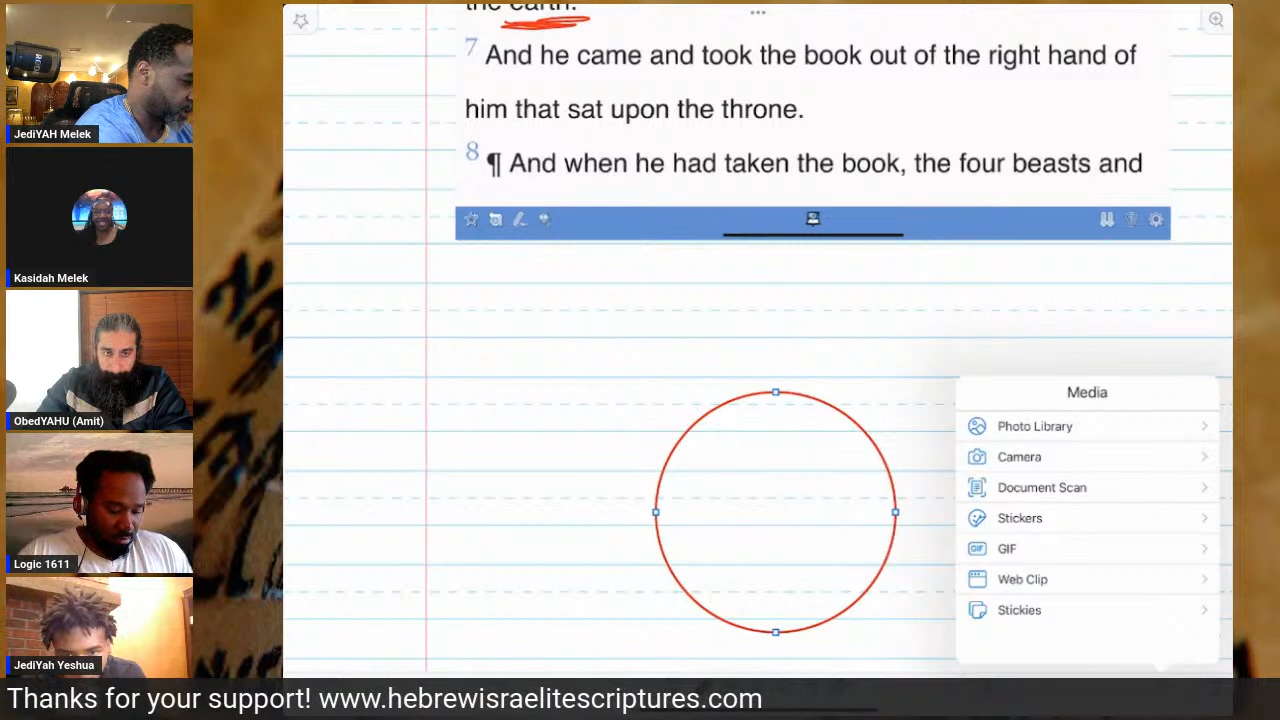 the earth.
7 And he came and took the book out of the right hand of
him that sat upon the throne.
8 ¶ And when he had taken the book, the four beasts and
Media
Photo Library
Camera
Document Scan
Stickers
GIF
GIF
Web Clip
Stickies
RODE
JediYAH Melek
Kasidah Melek
ObedYAHU (Amit)
Logic 1611
JediYah Yeshua
Thanks for your support! www.hebrewisraelitescriptures.com